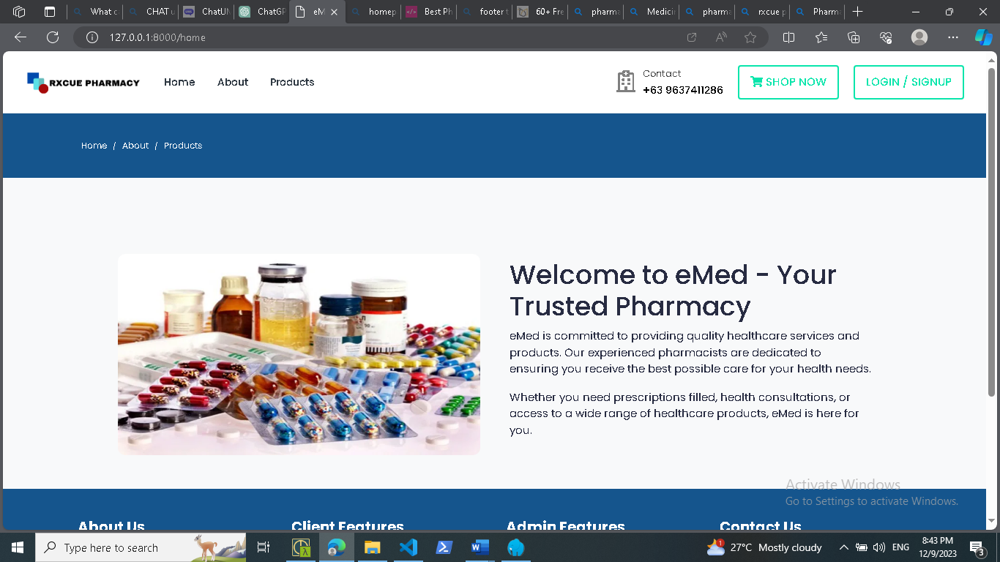 What c
CHAT u
ChatUN
ChatGP
eM
homep
Best Ph
footer t
60+ Fre
pharma
Medicin
pharma
rxcue p
Pharma
127.0.0.1:8000/home
RXCUE PHARMACY
Home
About
Products
Contact
+63 9637411286
SHOP NOW
LOGIN / SIGNUP
Home / About / Products
Welcome to eMed - Your
Trusted Pharmacy
eMed is committed to providing quality healthcare services and
products. Our experienced pharmacists are dedicated to
ensuring you receive the best possible care for your health needs.
Whether you need prescriptions filled, health consultations, or
access to a wide range of healthcare products, eMed is here for
you.
Activate Windows
Go to Settings to activate Windows.
About Us
Client Features
Admin Features
Contact Us
Type here to search
1
27°C Mostly cloudy
ENG
8:43 PM
12/9/2023
3